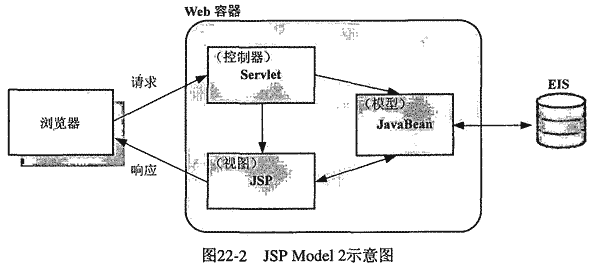 Web 容器
（控制器）
Servlet
请求
EIS
浏览器
（模型）
JavaBean
响应
（视图）
JSP
图22-2 JSP Model 2示意图